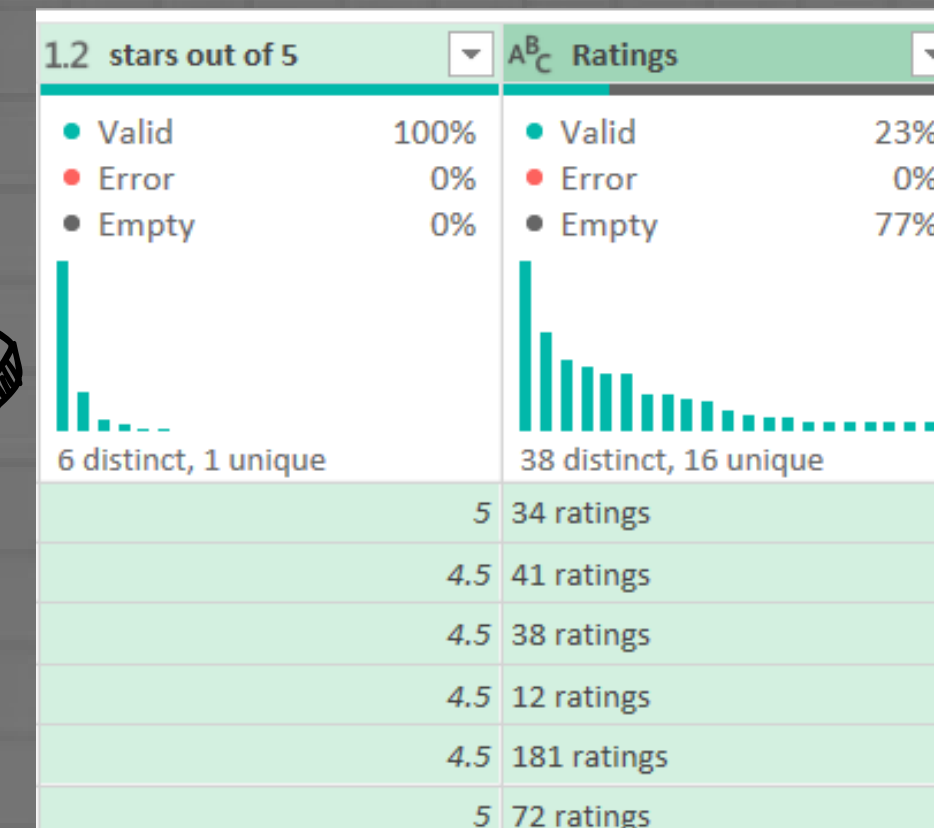 1.2 stars out of 5 ABC Ratings
Valid 100% Valid 23%
Error 0% Error 0%
Empty 0% Empty 77%
6 distinct, 1 unique 38 distinct, 16 unique
5 34 ratings
4.5 41 ratings
4.5 38 ratings
4.5 12 ratings
4.5 181 ratings
5 72 ratings